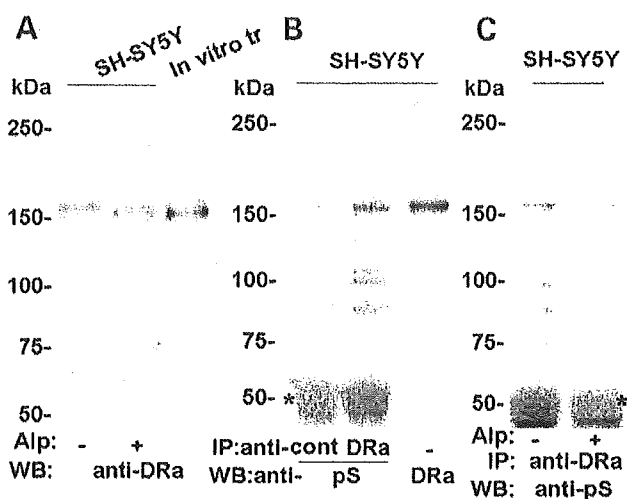 A
SH-SY5Y
In vitro tr
kDa
250-
150-
100-
75-
50-
Alp: - +
WB: anti-DRa
B
SH-SY5Y
kDa
250-
150-
100-
75-
50-*
IP:anti-cont DRa -
WB:anti- pS DRa
C
SH-SY5Y
kDa
250-
150-
100-
75-
50- *
Alp: - +
IP: anti-DRa
WB: anti-pS